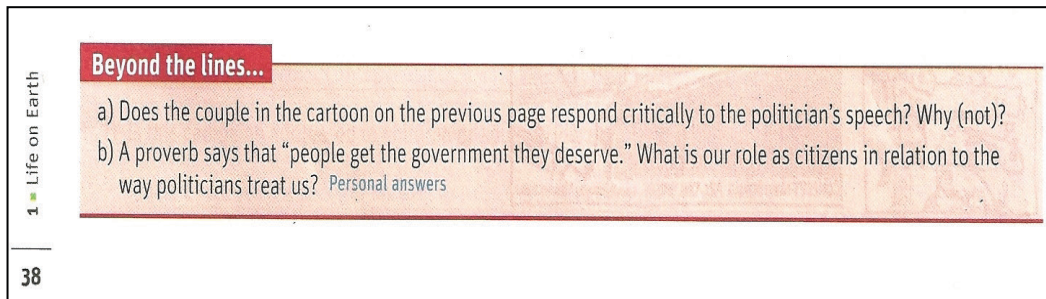 Beyond the lines...
a) Does the couple in the cartoon on the previous page respond critically to the politician's speech? Why (not)?
b) A proverb says that “people get the government they deserve.” What is our role as citizens in relation to the
way politicians treat us? Personal answers
1 ▪ Life on Earth
38